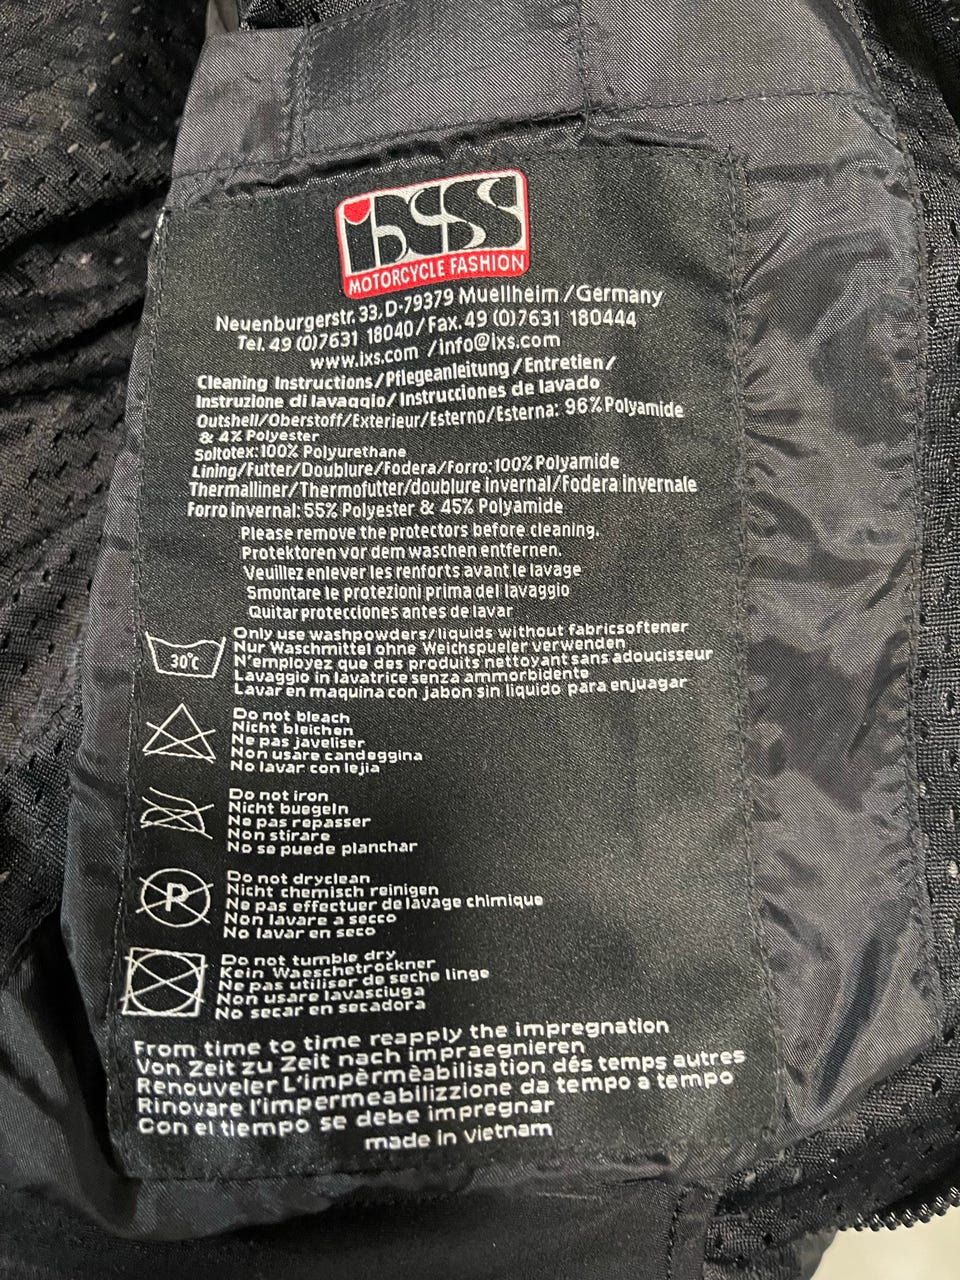 iXS
MOTORCYCLE FASHION
Neuenburgerstr. 33, D-79379 Muellheim / Germany
Tel. 49 (0)7631 18040 / Fax. 49 (0)7631 180444
www.ixs.com / info@ixs.com
Cleaning Instructions/Pflegeanleitung / Entretien/
Instruzione di lavaggio/ Instrucciones de lavado
Outshell/Oberstoff/Exterieur/Esterno/Esterna: 96% Polyamide
& 4% Polyester
Soltotex: 100% Polyurethane
Lining/Futter/Doublure/Fodera/Forro: 100% Polyamide
Thermalliner/Thermofutter/doublure invernal/Fodera invernale
Forro invernal: 55% Polyester & 45% Polyamide
Please remove the protectors before cleaning.
Protektoren vor dem waschen entfernen.
Veuillez enlever les renforts avant le lavage
Smontare le protezioni prima del lavaggio
Quitar protecciones antes de lavar
30°C
Only use washpowders/liquids without fabricsoftener
Nur Waschmittel ohne Weichspueler verwenden
N'employez que des produits nettoyant sans adoucisseur
Lavaggio in lavatrice senza ammorbidente
Lavar en maquina con jabon sin liquido para enjuagar
Do not bleach
Nicht bleichen
Ne pas javeliser
Non usare candeggina
No lavar con lejia
Do not iron
Nicht buegeln
Ne pas repasser
Non stirare
No se puede planchar
P
Do not dryclean
Nicht chemisch reinigen
Ne pas effectuer de lavage chimique
Non lavare a secco
No lavar en seco
Do not tumble dry
Kein Waeschetrockner
Ne pas utiliser de seche linge
Non usare lavasciuga
No secar en secadora
From time to time reapply the impregnation
Von Zeit zu Zeit nach impraegnieren
Renouveler L'impèrmèabilisation dés temps autres
Rinovare l'impermeabilizzione da tempo a tempo
Con el tiempo se debe impregnar
made in vietnam